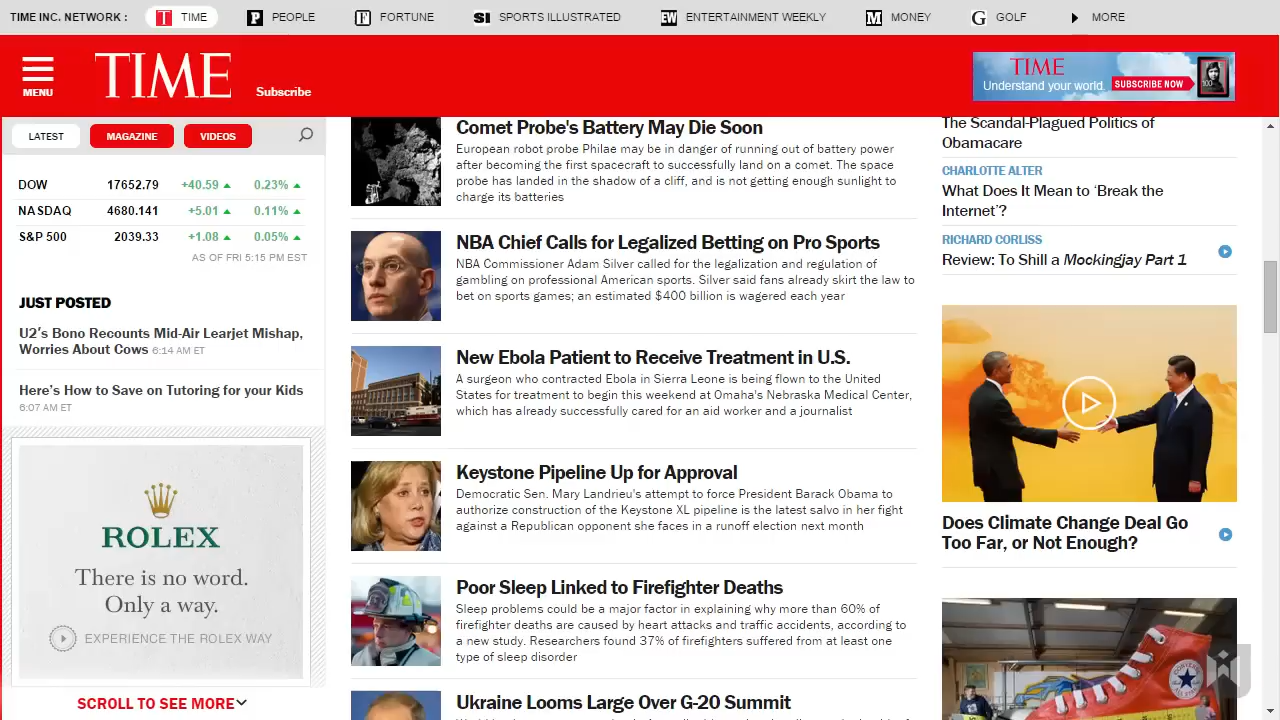 TIME INC. NETWORK :
T TIME
P PEOPLE
F FORTUNE
SI SPORTS ILLUSTRATED
EW ENTERTAINMENT WEEKLY
M MONEY
G GOLF
MORE
MENU
TIME
Subscribe
TIME
Understand your world.
SUBSCRIBE NOW
LATEST
MAGAZINE
VIDEOS
DOW 17652.79 +40.59 0.23%
NASDAQ 4680.141 +5.01 0.11%
S&P 500 2039.33 +1.08 0.05%
AS OF FRI 5:15 PM EST
JUST POSTED
U2's Bono Recounts Mid-Air Learjet Mishap,
Worries About Cows 6:14 AM ET
Here's How to Save on Tutoring for your Kids
6:07 AM ET
ROLEX
There is no word.
Only a way.
EXPERIENCE THE ROLEX WAY
SCROLL TO SEE MORE
Comet Probe's Battery May Die Soon
European robot probe Philae may be in danger of running out of battery power
after becoming the first spacecraft to successfully land on a comet. The space
probe has landed in the shadow of a cliff, and is not getting enough sunlight to
charge its batteries
NBA Chief Calls for Legalized Betting on Pro Sports
NBA Commissioner Adam Silver called for the legalization and regulation of
gambling on professional American sports. Silver said fans already skirt the law to
bet on sports games; an estimated $400 billion is wagered each year
New Ebola Patient to Receive Treatment in U.S.
A surgeon who contracted Ebola in Sierra Leone is being flown to the United
States for treatment to begin this weekend at Omaha's Nebraska Medical Center,
which has already successfully cared for an aid worker and a journalist
Keystone Pipeline Up for Approval
Democratic Sen. Mary Landrieu's attempt to force President Barack Obama to
authorize construction of the Keystone XL pipeline is the latest salvo in her fight
against a Republican opponent she faces in a runoff election next month
Poor Sleep Linked to Firefighter Deaths
Sleep problems could be a major factor in explaining why more than 60% of
firefighter deaths are caused by heart attacks and traffic accidents, according to
a new study. Researchers found 37% of firefighters suffered from at least one
type of sleep disorder
Ukraine Looms Large Over G-20 Summit
The Scandal-Plagued Politics of
Obamacare
CHARLOTTE ALTER
What Does It Mean to ‘Break the
Internet’?
RICHARD CORLISS
Review: To Shill a Mockingjay Part 1
Does Climate Change Deal Go
Too Far, or Not Enough?